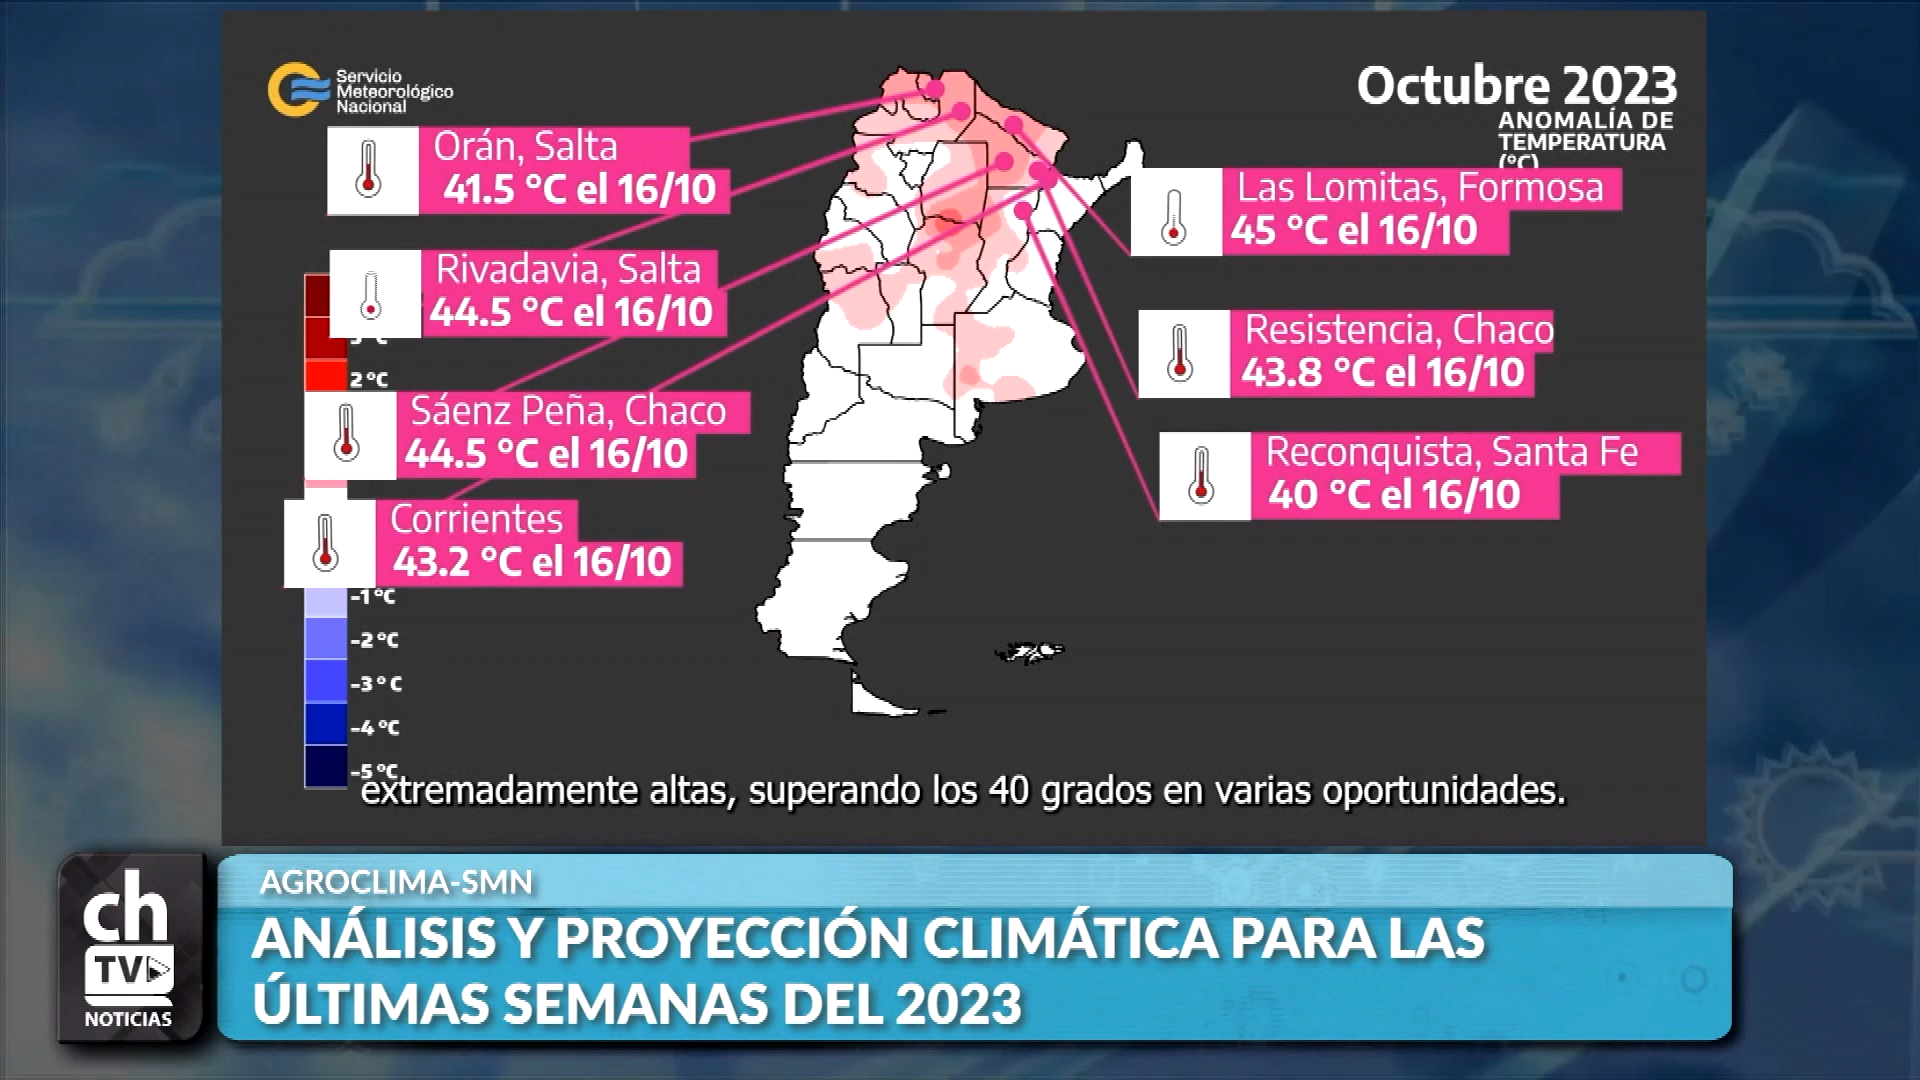 Servicio
Meteorológico
Nacional
Octubre 2023
ANOMALÍA DE
TEMPERATURA
(°C)
Orán, Salta
41.5 °C el 16/10
Rivadavia, Salta
44.5 °C el 16/10
Sáenz Peña, Chaco
44.5 °C el 16/10
Corrientes
43.2 °C el 16/10
Las Lomitas, Formosa
45 °C el 16/10
Resistencia, Chaco
43.8 °C el 16/10
Reconquista, Santa Fe
40 °C el 16/10
2 °C
-1 °C
-2 °C
-3 °C
-4 °C
-5 °C
extremadamente altas, superando los 40 grados en varias oportunidades.
AGROCLIMA-SMN
ANÁLISIS Y PROYECCIÓN CLIMÁTICA PARA LAS
ÚLTIMAS SEMANAS DEL 2023
ch
TV
NOTICIAS